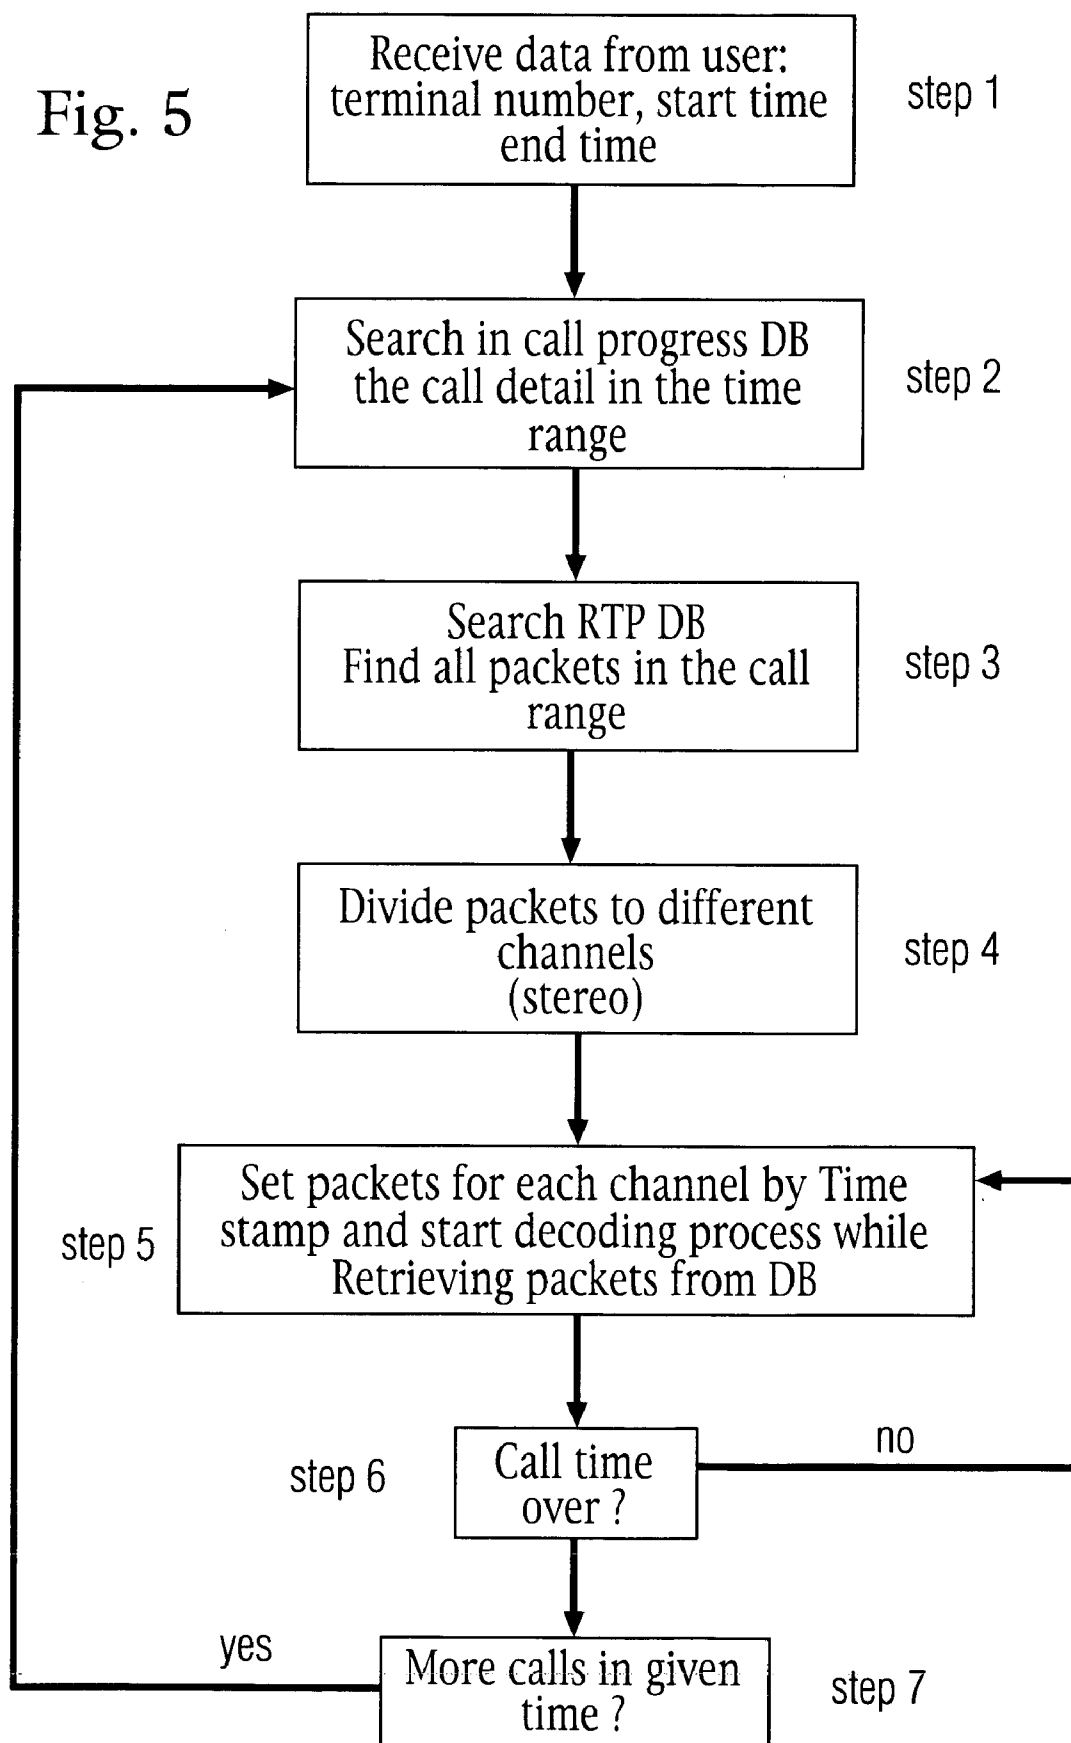 Fig. 5
Receive data from user:
terminal number, start time
end time
step 1
Search in call progress DB
the call detail in the time
range
step 2
Search RTP DB
Find all packets in the call
range
step 3
Divide packets to different
channels
(stereo)
step 4
Set packets for each channel by Time
stamp and start decoding process while
Retrieving packets from DB
step 5
Call time
over ?
step 6
no
More calls in given
time ?
step 7
yes